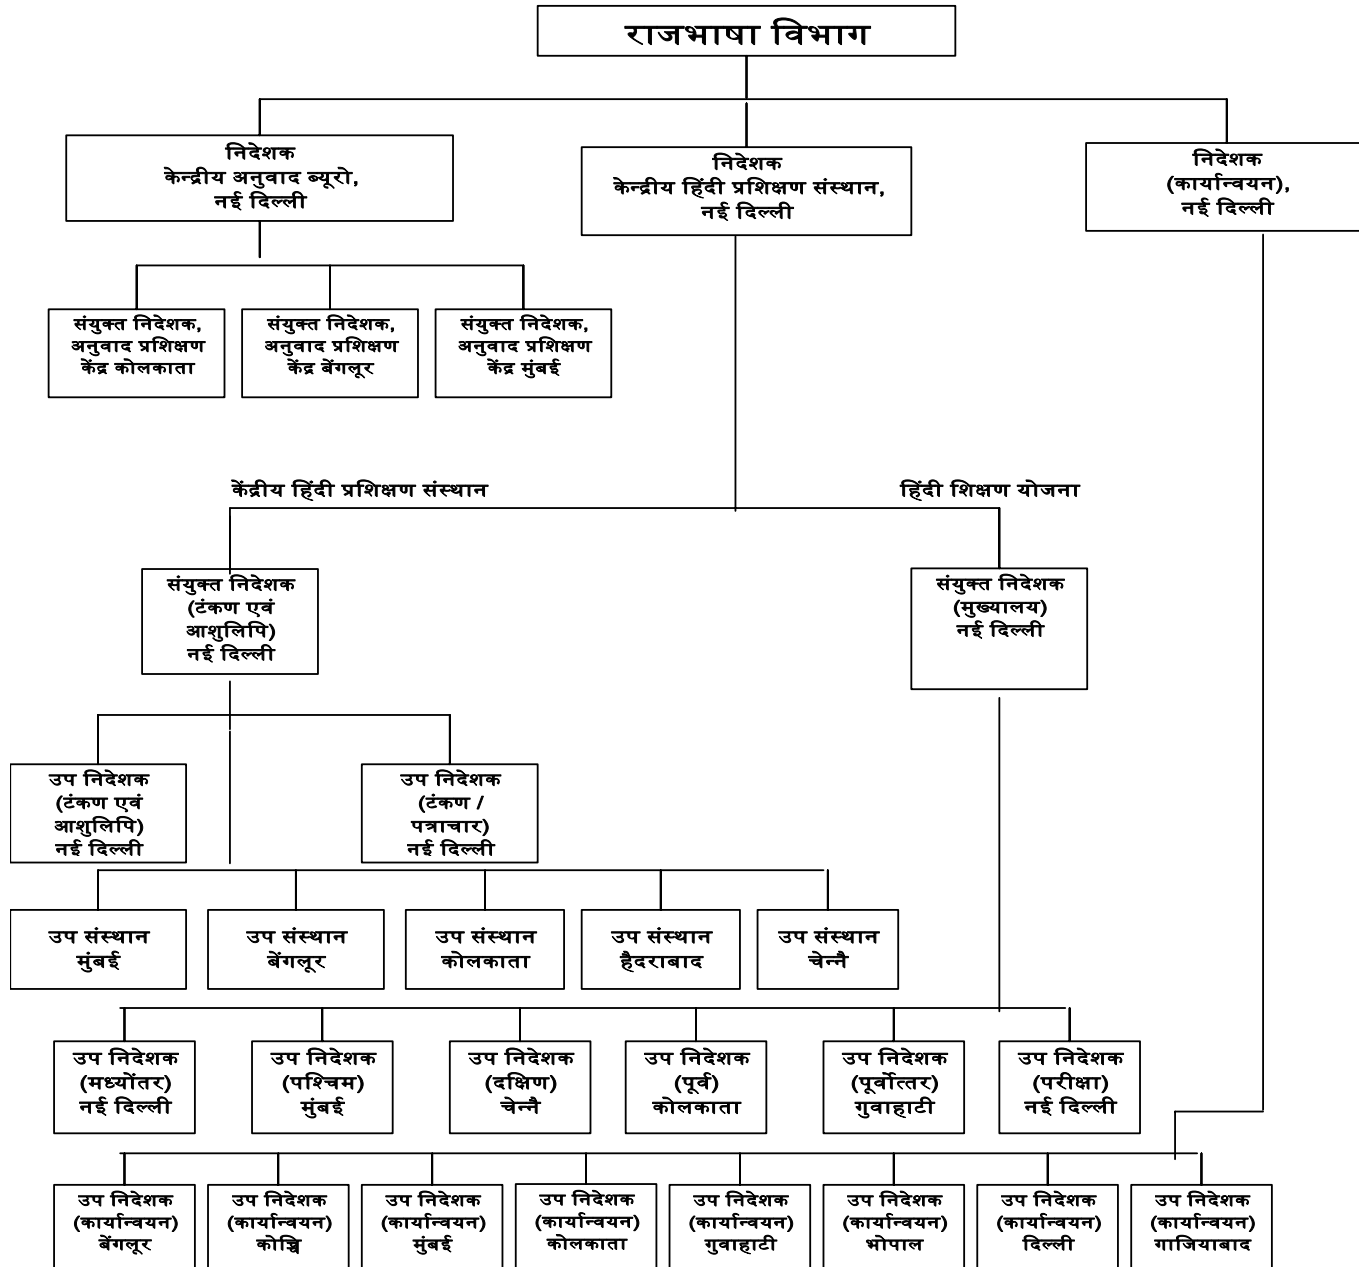 राजभाषा विभाग
निदेशक
केन्द्रीय अनुवाद ब्यूरो,
नई दिल्ली
निदेशक
केन्द्रीय हिंदी प्रशिक्षण संस्थान,
नई दिल्ली
निदेशक
(कार्यान्वयन),
नई दिल्ली
संयुक्त निदेशक,
अनुवाद प्रशिक्षण
केंद्र कोलकाता
संयुक्त निदेशक,
अनुवाद प्रशिक्षण
केंद्र बेंगलूर
संयुक्त निदेशक,
अनुवाद प्रशिक्षण
केंद्र मुंबई
केंद्रीय हिंदी प्रशिक्षण संस्थान
हिंदी शिक्षण योजना
संयुक्त निदेशक
(टंकण एवं
आशुलिपि)
नई दिल्ली
संयुक्त निदेशक
(मुख्यालय)
नई दिल्ली
उप निदेशक
(टंकण एवं
आशुलिपि)
नई दिल्ली
उप निदेशक
(टंकण /
पत्राचार)
नई दिल्ली
उप संस्थान
मुंबई
उप संस्थान
बेंगलूर
उप संस्थान
कोलकाता
उप संस्थान
हैदराबाद
उप संस्थान
चेन्नै
उप निदेशक
(मध्योंतर)
नई दिल्ली
उप निदेशक
(पश्चिम)
मुंबई
उप निदेशक
(दक्षिण)
चेन्नै
उप निदेशक
(पूर्व)
कोलकाता
उप निदेशक
(पूर्वोत्तर)
गुवाहाटी
उप निदेशक
(परीक्षा)
नई दिल्ली
उप निदेशक
(कार्यान्वयन)
बेंगलूर
उप निदेशक
(कार्यान्वयन)
कोच्चि
उप निदेशक
(कार्यान्वयन)
मुंबई
उप निदेशक
(कार्यान्वयन)
कोलकाता
उप निदेशक
(कार्यान्वयन)
गुवाहाटी
उप निदेशक
(कार्यान्वयन)
भोपाल
उप निदेशक
(कार्यान्वयन)
दिल्ली
उप निदेशक
(कार्यान्वयन)
गाजियाबाद